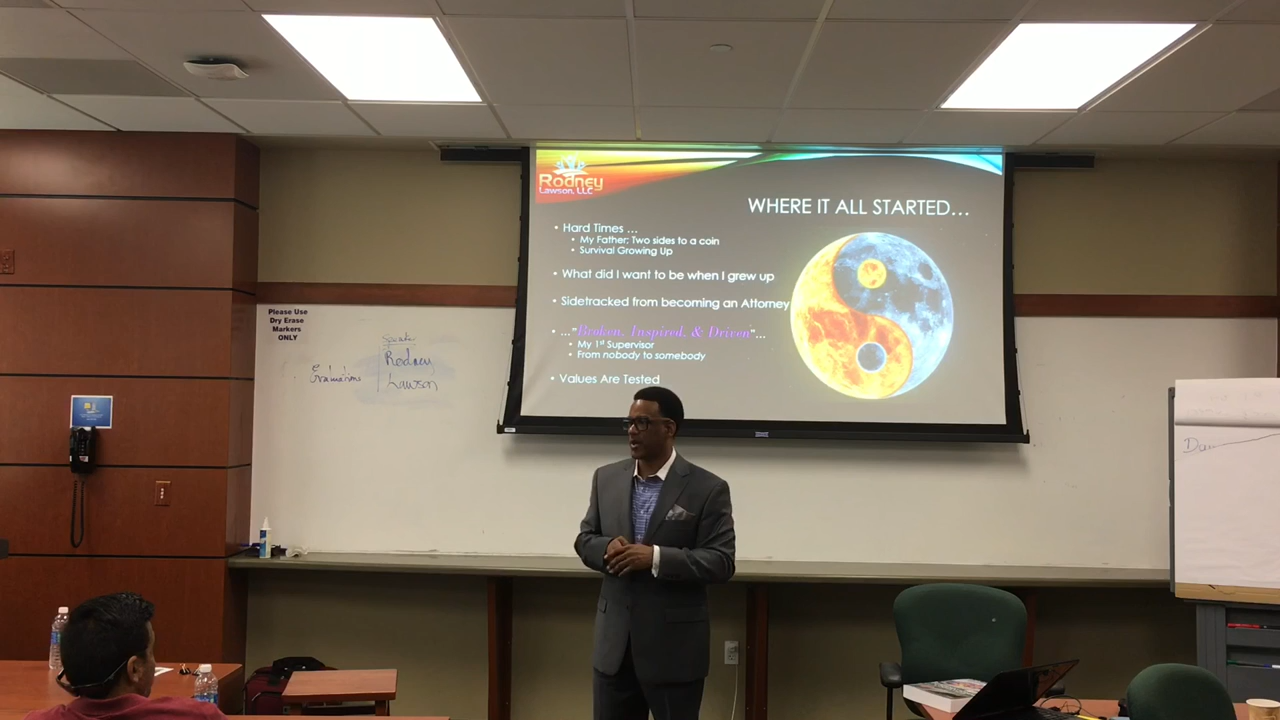 Rodney
Lawson, LLC
WHERE IT ALL STARTED...
• Hard Times ...
• My Father: Two sides to a coin
• Survival Growing Up
• What did I want to be when I grew up
• Sidetracked from becoming an Attorney
• ..."Broken, Inspired, & Driven"...
• My 1st Supervisor
• From nobody to somebody
• Values Are Tested
Please Use
Dry Erase
Markers
ONLY
Rodney
Lawson